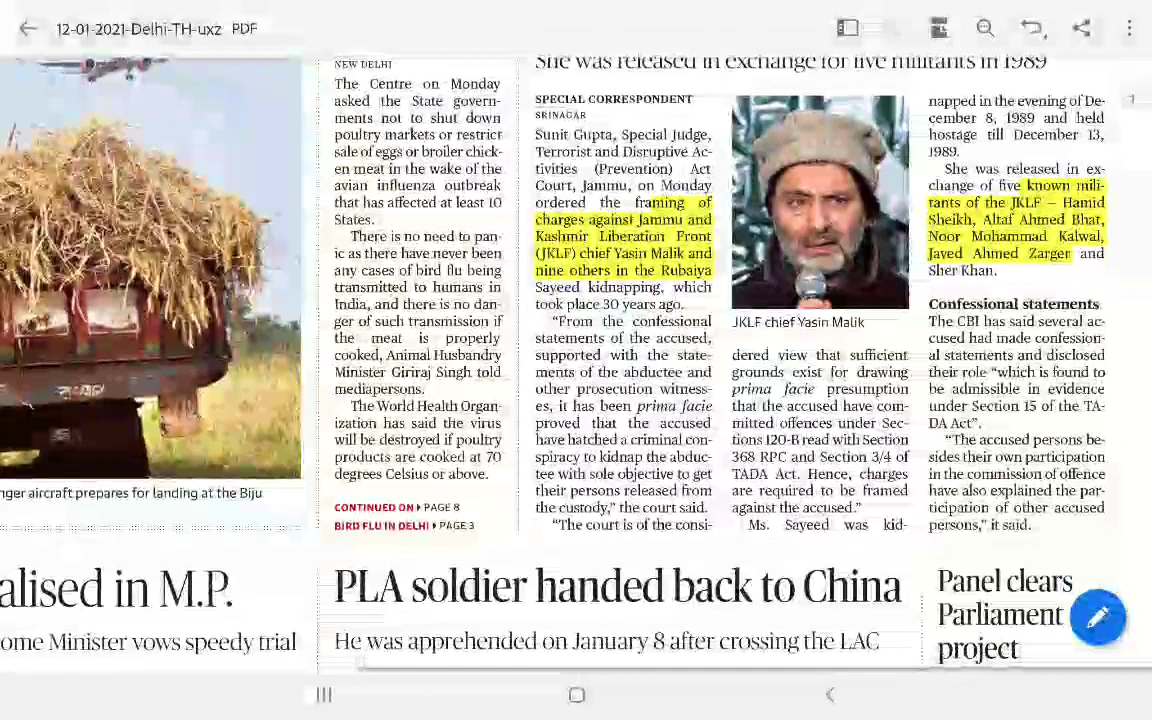 12-01-2021-Delhi-TH-uxz PDF
nger aircraft prepares for landing at the Biju
NEW DELHI
The Centre on Monday
asked the State govern-
ments not to shut down
poultry markets or restrict
sale of eggs or broiler chick-
en meat in the wake of the
avian influenza outbreak
that has affected at least 10
States.
There is no need to pan-
ic as there have never been
any cases of bird flu being
transmitted to humans in
India, and there is no dan-
ger of such transmission if
the meat is properly
cooked, Animal Husbandry
Minister Giriraj Singh told
mediapersons.
The World Health Organ-
ization has said the virus
will be destroyed if poultry
products are cooked at 70
degrees Celsius or above.
CONTINUED ON PAGE 8
BIRD FLU IN DELHI PAGE 3
She was released in exchange for five militants in 1989
SPECIAL CORRESPONDENT
SRINAGAR
Sunit Gupta, Special Judge,
Terrorist and Disruptive Ac-
tivities (Prevention) Act
Court, Jammu, on Monday
ordered the framing of
charges against Jammu and
Kashmir Liberation Front
(JKLF) chief Yasin Malik and
nine others in the Rubaiya
Sayeed kidnapping, which
took place 30 years ago.
“From the confessional
statements of the accused,
supported with the state-
ments of the abductee and
other prosecution witness-
es, it has been prima facie
proved that the accused
have hatched a criminal con-
spiracy to kidnap the abduc-
tee with sole objective to get
their persons released from
the custody,” the court said.
“The court is of the consi-
JKLF chief Yasin Malik
dered view that sufficient
grounds exist for drawing
prima facie presumption
that the accused have com-
mitted offences under Sec-
tions 120-B read with Section
368 RPC and Section 3/4 of
TADA Act. Hence, charges
are required to be framed
against the accused.”
Ms. Sayeed was kid-
napped in the evening of De-
cember 8, 1989 and held
hostage till December 13,
1989.
She was released in ex-
change of five known mili-
tants of the JKLF — Hamid
Sheikh, Altaf Ahmed Bhat,
Noor Mohammad Kalwal,
Javed Ahmed Zarger and
Sher Khan.
Confessional statements
The CBI has said several ac-
cused had made confession-
al statements and disclosed
their role “which is found to
be admissible in evidence
under Section 15 of the TA-
DA Act”.
“The accused persons be-
sides their own participation
in the commission of offence
have also explained the par-
ticipation of other accused
persons,” it said.
alised in M.P.
ome Minister vows speedy trial
PLA soldier handed back to China
He was apprehended on January 8 after crossing the LAC
Panel clears
Parliament
project